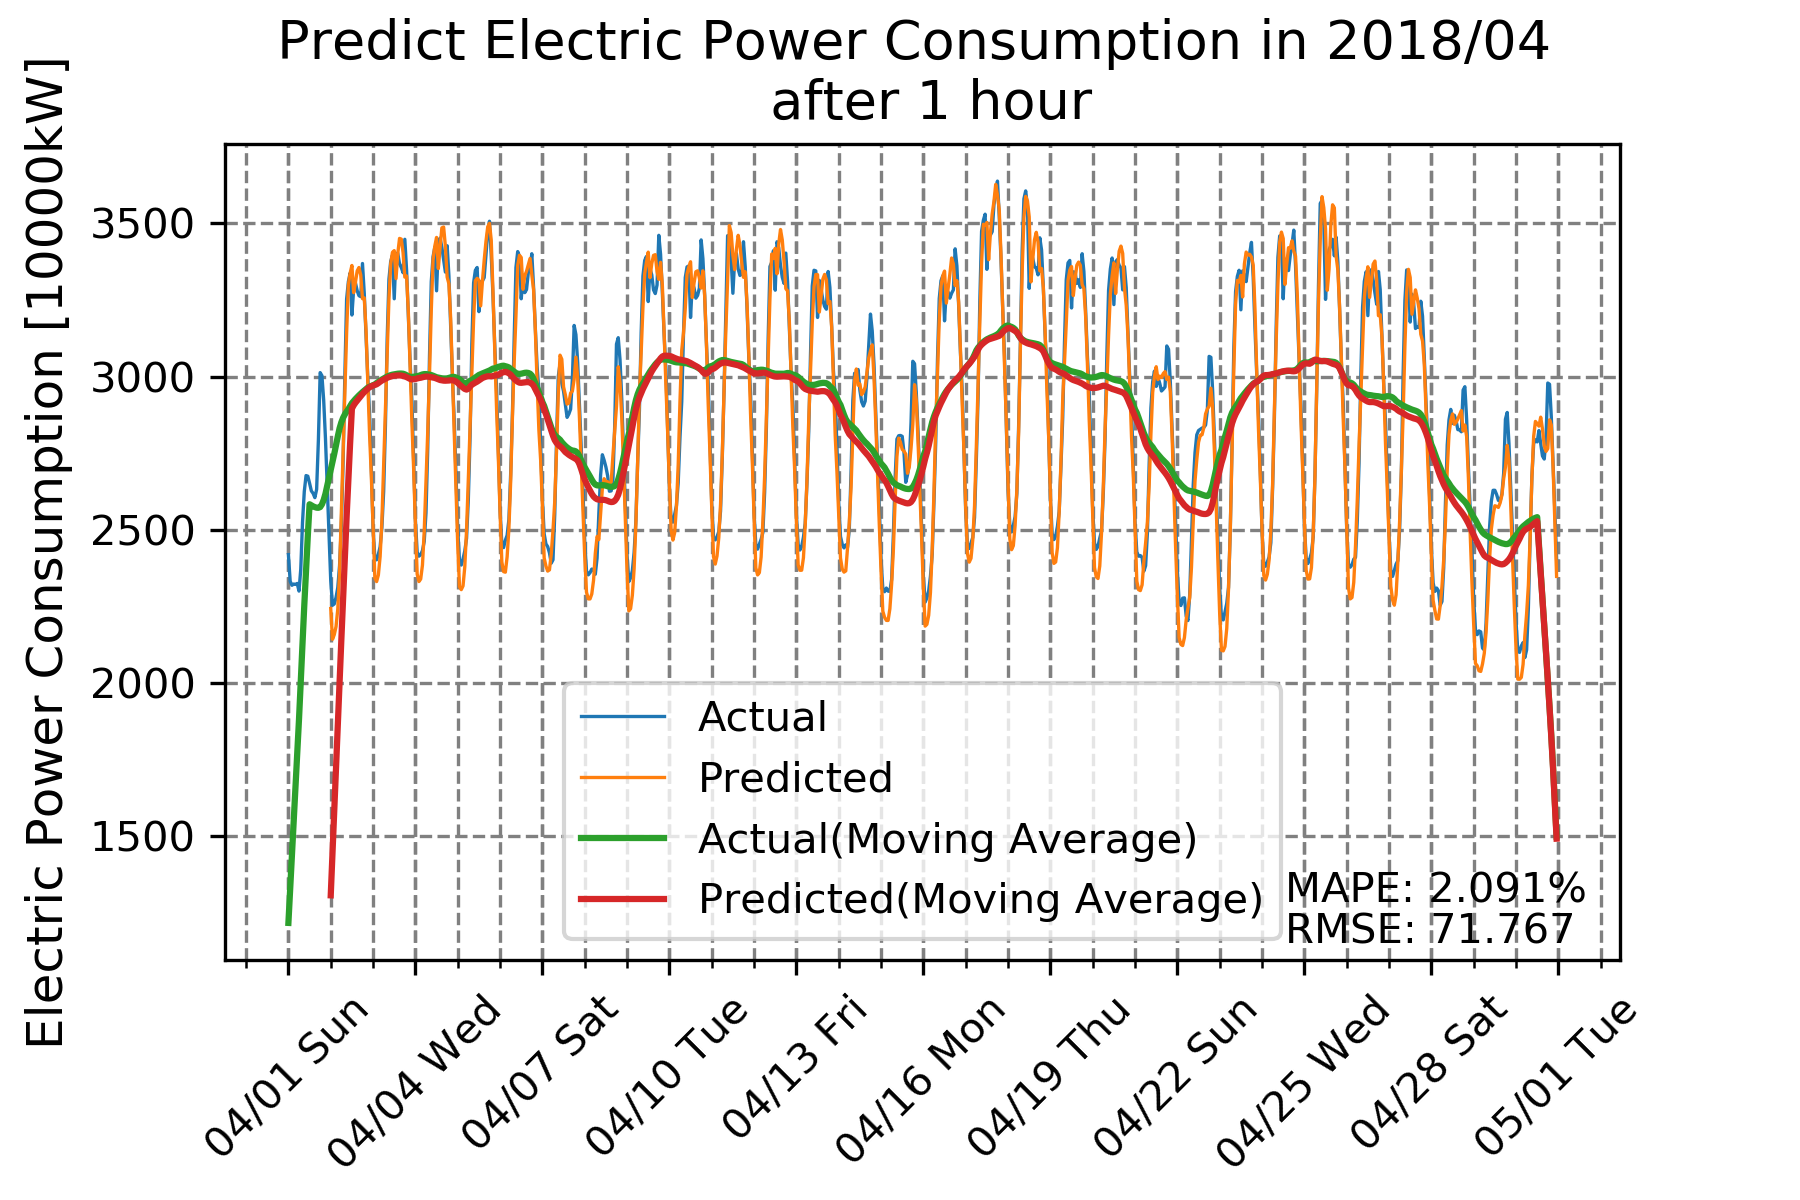 Predict Electric Power Consumption in 2018/04
after 1 hour
Electric Power Consumption [10000kW]
3500
3000
2500
2000
1500
Actual
Predicted
Actual(Moving Average)
Predicted(Moving Average)
MAPE: 2.091%
RMSE: 71.767
04/01 Sun
04/04 Wed
04/07 Sat
04/10 Tue
04/13 Fri
04/16 Mon
04/19 Thu
04/22 Sun
04/25 Wed
04/28 Sat
05/01 Tue